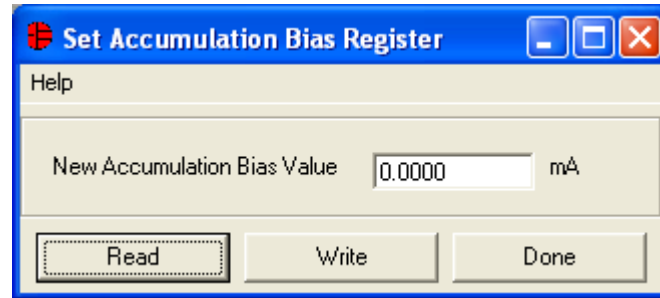 Set Accumulation Bias Register
Help
New Accumulation Bias Value 0.0000 mA
Read Write Done